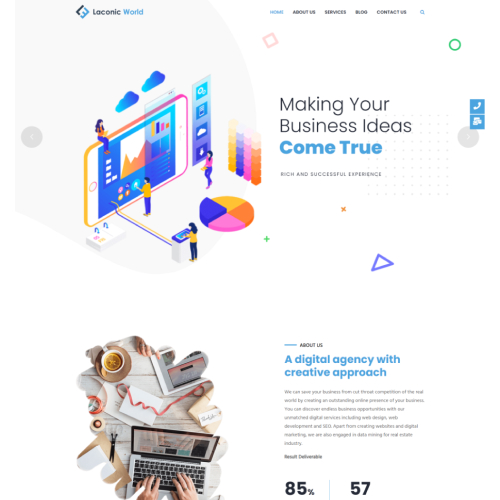 Laconic World
HOME ABOUT US SERVICES BLOG CONTACT US
Making Your
Business Ideas
Come True
RICH AND SUCCESSFUL EXPERIENCE
ABOUT US
A digital agency with
creative approach
We can save your business from cut throat competition of the real
world by creating an outstanding online presence of your business.
You can discover endless business opportunities with our
unmatched digital services including web design, web
development and SEO. Apart from creating websites and digital
marketing, we are also engaged in data mining for real estate
industry.
Result Deliverable
85% 57